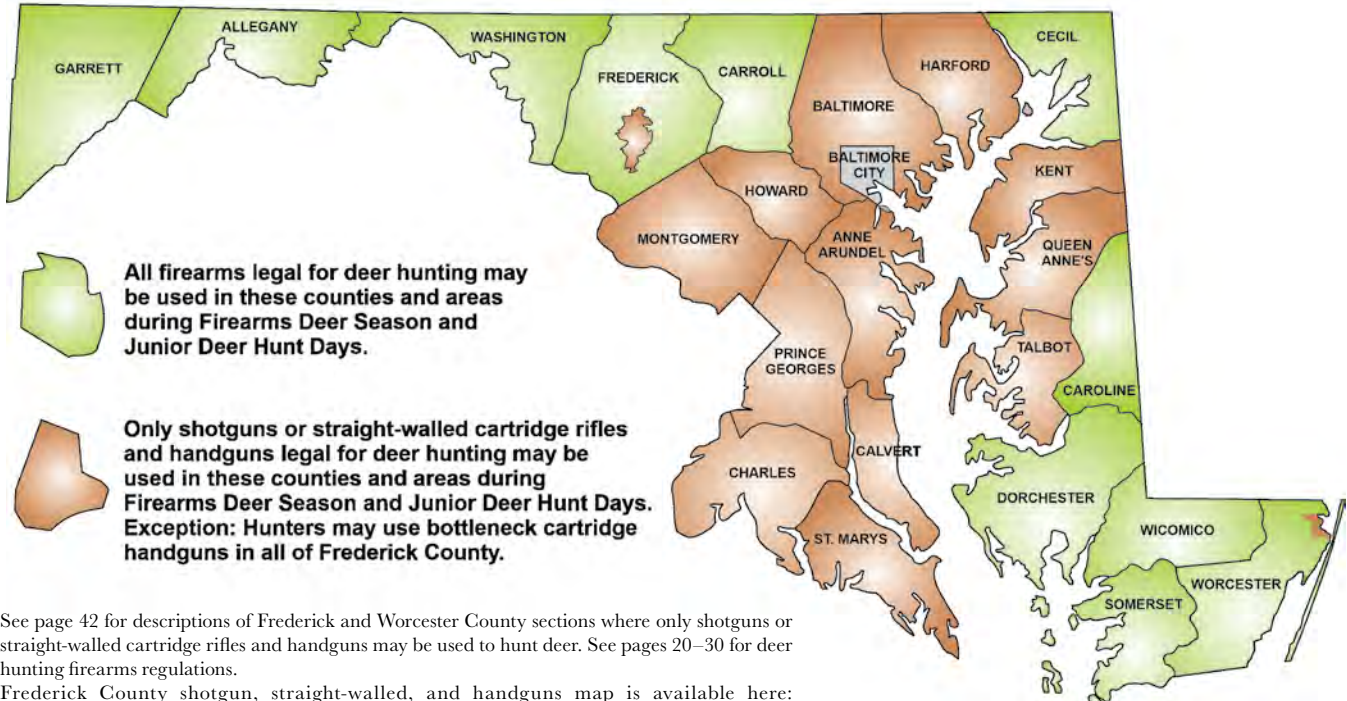 ALLEGANY
WASHINGTON
CECIL
GARRETT
FREDERICK
CARROLL
HARFORD
BALTIMORE
BALTIMORE
CITY
KENT
HOWARD
MONTGOMERY
ANNE
ARUNDEL
QUEEN
ANNE'S
All firearms legal for deer hunting may
be used in these counties and areas
during Firearms Deer Season and
Junior Deer Hunt Days.
TALBOT
PRINCE
GEORGES
CAROLINE
Only shotguns or straight-walled cartridge rifles
and handguns legal for deer hunting may be
used in these counties and areas during
Firearms Deer Season and Junior Deer Hunt Days.
Exception: Hunters may use bottleneck cartridge
handguns in all of Frederick County.
CALVERT
CHARLES
DORCHESTER
WICOMICO
ST. MARYS
WORCESTER
SOMERSET
See page 42 for descriptions of Frederick and Worcester County sections where only shotguns or
straight-walled cartridge rifles and handguns may be used to hunt deer. See pages 20–30 for deer
hunting firearms regulations.
Frederick County shotgun, straight-walled, and handguns map is available here: